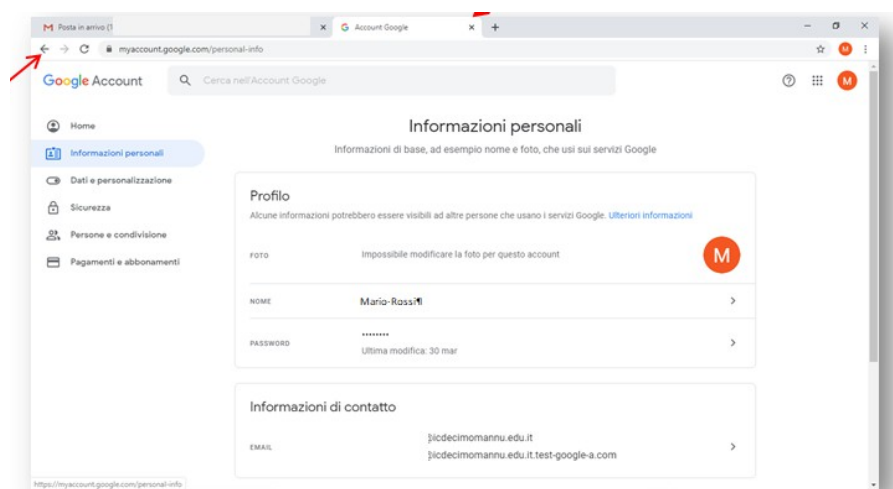 Posta in arrivo (1
Account Google
myaccount.google.com/personal-info
M
Google Account
Cerca nell'Account Google
M
Home
Informazioni personali
Dati e personalizzazione
Sicurezza
Persone e condivisione
Pagamenti e abbonamenti
Informazioni personali
Informazioni di base, ad esempio nome e foto, che usi sui servizi Google
Profilo
Alcune informazioni potrebbero essere visibili ad altre persone che usano i servizi Google. Ulteriori informazioni
FOTO Impossibile modificare la foto per questo account M
NOME Mario-Rossi¶
PASSWORD ••••••••
Ultima modifica: 30 mar
Informazioni di contatto
EMAIL
@icdecimomannu.edu.it
@icdecimomannu.edu.it.test-google-a.com
https://myaccount.google.com/personal-info